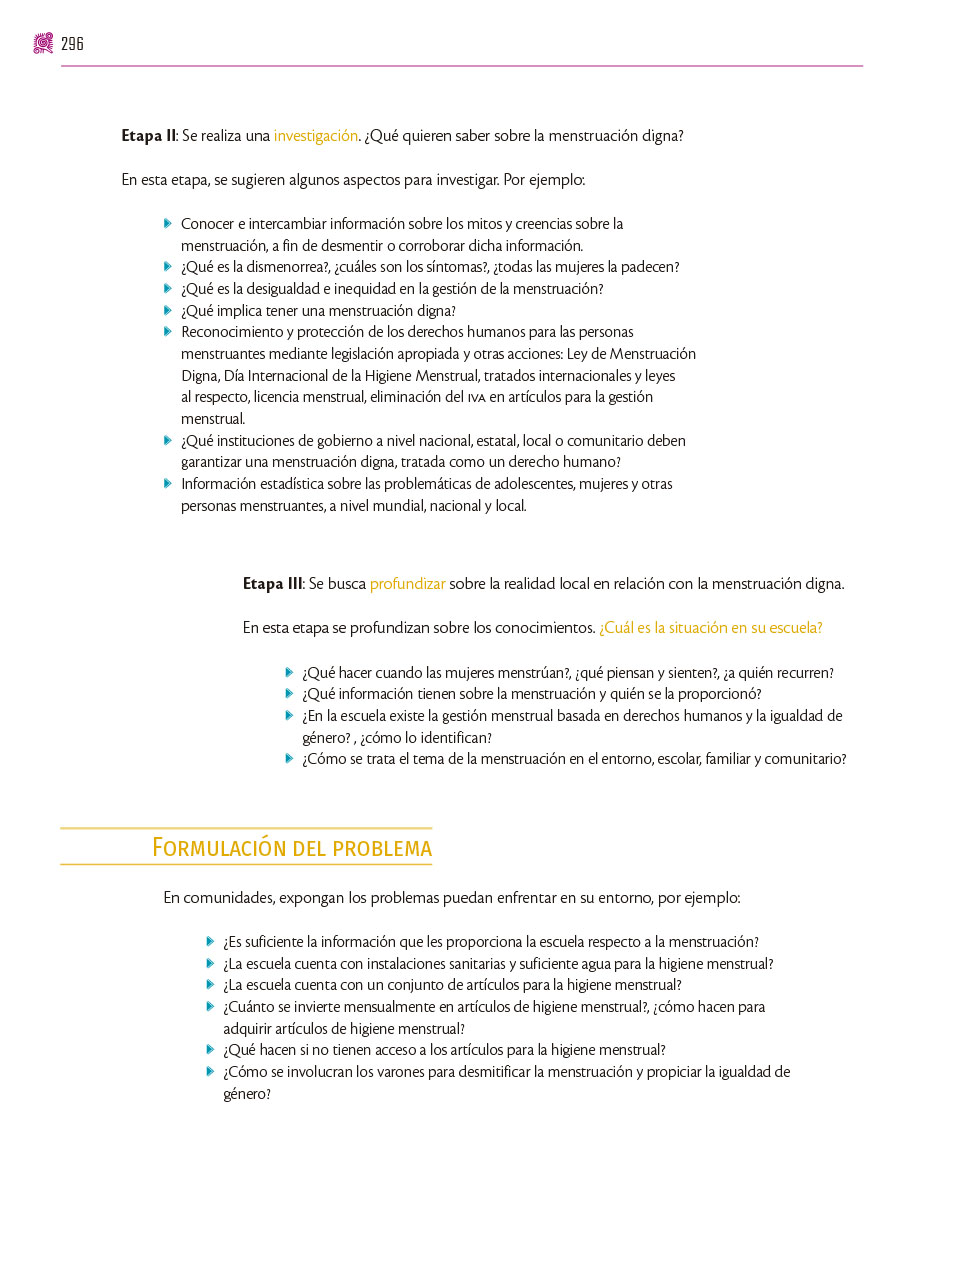 296
Etapa II: Se realiza una investigación. ¿Qué quieren saber sobre la menstruación digna?
En esta etapa, se sugieren algunos aspectos para investigar. Por ejemplo:
Conocer e intercambiar información sobre los mitos y creencias sobre la
menstruación, a fin de desmentir o corroborar dicha información.
¿Qué es la dismenorrea?, ¿cuáles son los síntomas?, ¿todas las mujeres la padecen?
¿Qué es la desigualdad e inequidad en la gestión de la menstruación?
¿Qué implica tener una menstruación digna?
Reconocimiento y protección de los derechos humanos para las personas
menstruantes mediante legislación apropiada y otras acciones: Ley de Menstruación
Digna, Día Internacional de la Higiene Menstrual, tratados internacionales y leyes
al respecto, licencia menstrual, eliminación del IVA en artículos para la gestión
menstrual.
¿Qué instituciones de gobierno a nivel nacional, estatal, local o comunitario deben
garantizar una menstruación digna, tratada como un derecho humano?
Información estadística sobre las problemáticas de adolescentes, mujeres y otras
personas menstruantes, a nivel mundial, nacional y local.
Etapa III: Se busca profundizar sobre la realidad local en relación con la menstruación digna.
En esta etapa se profundizan sobre los conocimientos. ¿Cuál es la situación en su escuela?
¿Qué hacer cuando las mujeres menstrúan?, ¿qué piensan y sienten?, ¿a quién recurren?
¿Qué información tienen sobre la menstruación y quién se la proporcionó?
¿En la escuela existe la gestión menstrual basada en derechos humanos y la igualdad de
género? , ¿cómo lo identifican?
¿Cómo se trata el tema de la menstruación en el entorno, escolar, familiar y comunitario?
Formulación del problema
En comunidades, expongan los problemas puedan enfrentar en su entorno, por ejemplo:
¿Es suficiente la información que les proporciona la escuela respecto a la menstruación?
¿La escuela cuenta con instalaciones sanitarias y suficiente agua para la higiene menstrual?
¿La escuela cuenta con un conjunto de artículos para la higiene menstrual?
¿Cuánto se invierte mensualmente en artículos de higiene menstrual?, ¿cómo hacen para
adquirir artículos de higiene menstrual?
¿Qué hacen si no tienen acceso a los artículos para la higiene menstrual?
¿Cómo se involucran los varones para desmitificar la menstruación y propiciar la igualdad de
género?